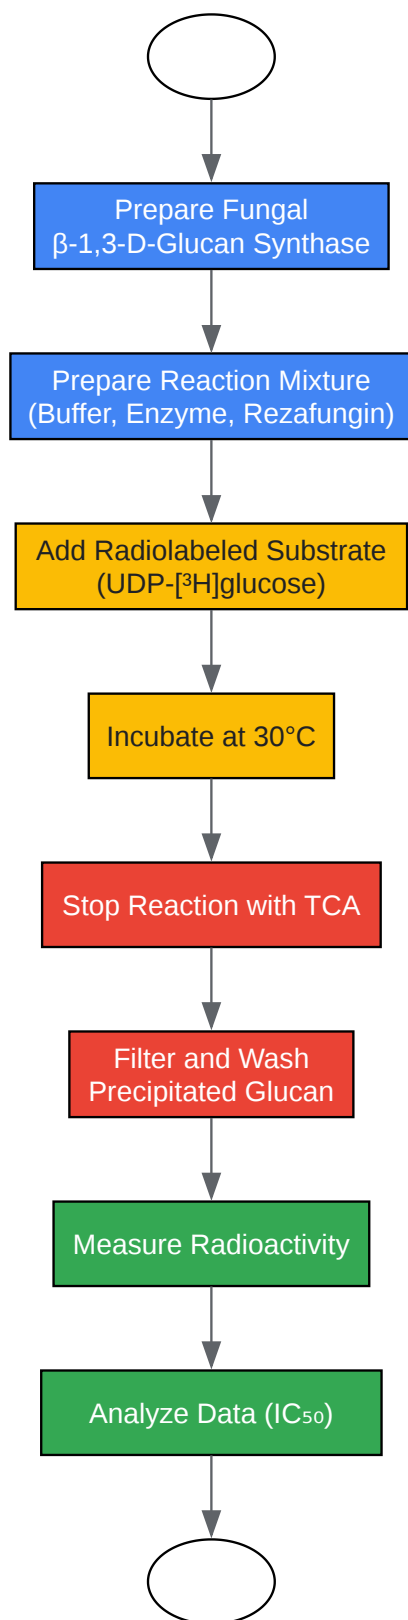 Prepare Fungal
β-1,3-D-Glucan Synthase
Prepare Reaction Mixture
(Buffer, Enzyme, Rezafungin)
Add Radiolabeled Substrate
(UDP-[³H]glucose)
Incubate at 30°C
Stop Reaction with TCA
Filter and Wash
Precipitated Glucan
Measure Radioactivity
Analyze Data (IC₅₀)